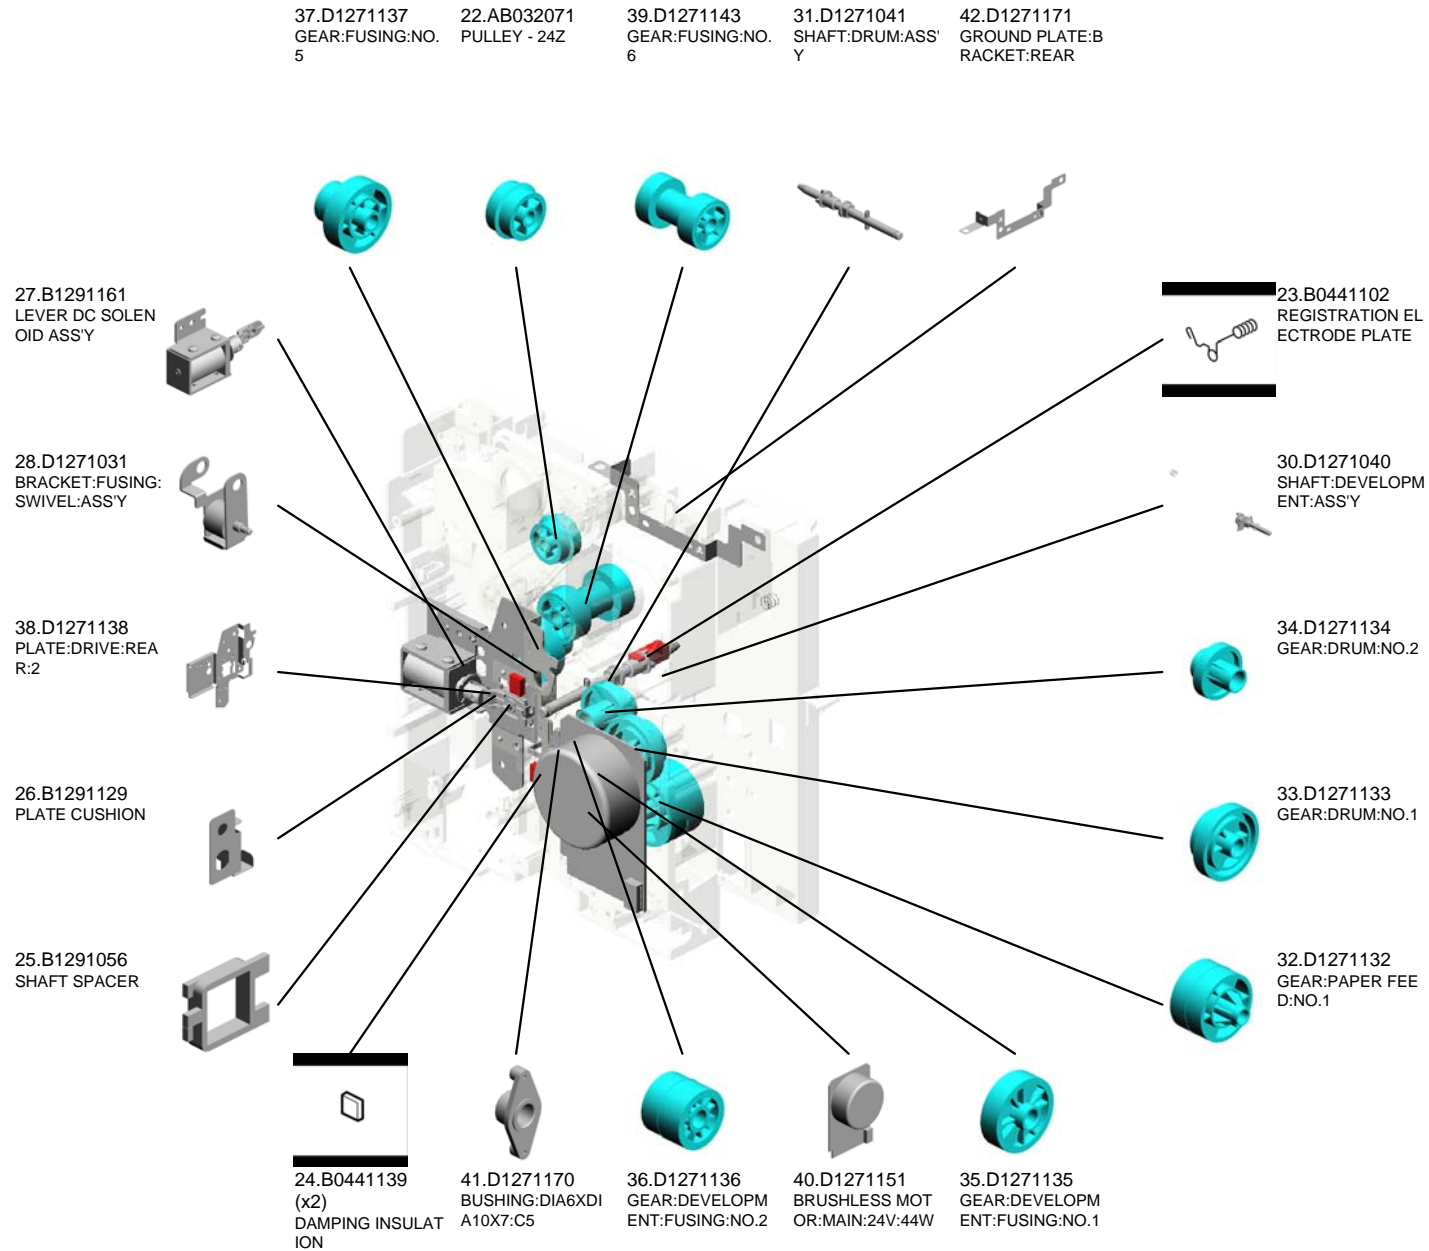 37.D1271137
GEAR:FUSING:NO.
5
22.AB032071
PULLEY - 24Z
39.D1271143
GEAR:FUSING:NO.
6
31.D1271041
SHAFT:DRUM:ASS'
Y
42.D1271171
GROUND PLATE:B
RACKET:REAR
27.B1291161
LEVER DC SOLEN
OID ASS'Y
23.B0441102
REGISTRATION EL
ECTRODE PLATE
28.D1271031
BRACKET:FUSING:
SWIVEL:ASS'Y
30.D1271040
SHAFT:DEVELOPM
ENT:ASS'Y
38.D1271138
PLATE:DRIVE:REA
R:2
34.D1271134
GEAR:DRUM:NO.2
26.B1291129
PLATE CUSHION
33.D1271133
GEAR:DRUM:NO.1
25.B1291056
SHAFT SPACER
32.D1271132
GEAR:PAPER FEE
D:NO.1
24.B0441139
(x2)
DAMPING INSULAT
ION
41.D1271170
BUSHING:DIA6XDI
A10X7:C5
36.D1271136
GEAR:DEVELOPM
ENT:FUSING:NO.2
40.D1271151
BRUSHLESS MOT
OR:MAIN:24V:44W
35.D1271135
GEAR:DEVELOPM
ENT:FUSING:NO.1